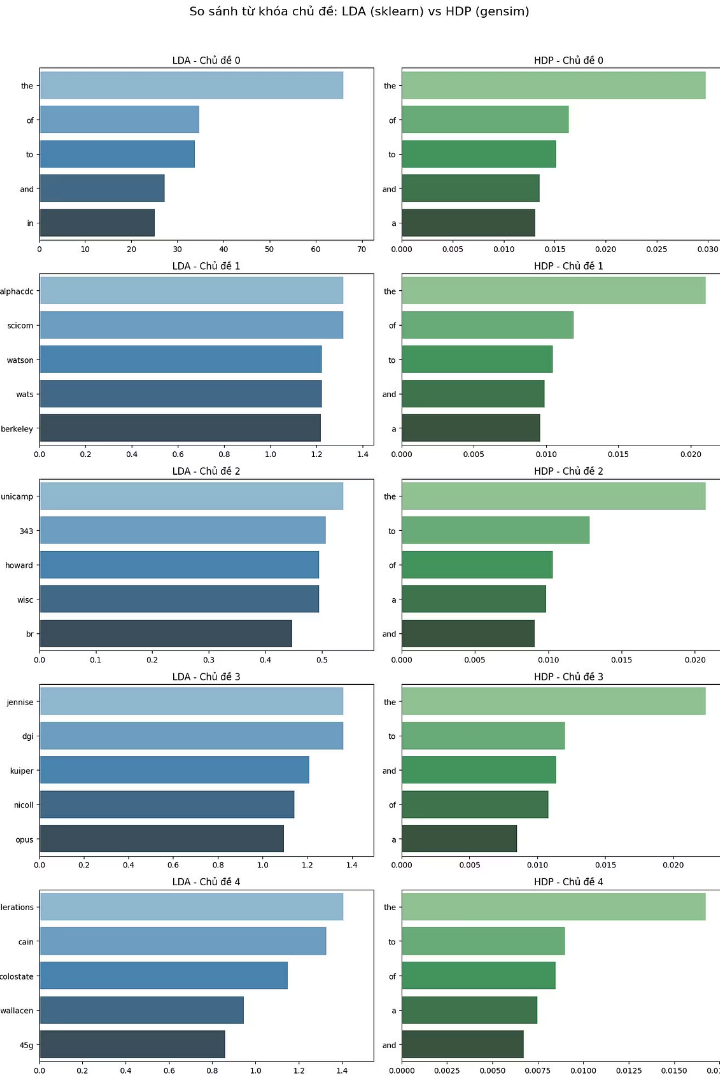 So sánh từ khóa chủ đề: LDA (sklearn) vs HDP (gensim)
LDA - Chủ đề 0
the
of
to
and
in
0 10 20 30 40 50 60 70
HDP - Chủ đề 0
the
of
to
and
a
0.000 0.005 0.010 0.015 0.020 0.025 0.030
LDA - Chủ đề 1
alphacdc
scicom
watson
wats
berkeley
0.0 0.2 0.4 0.6 0.8 1.0 1.2 1.4
HDP - Chủ đề 1
the
of
to
and
a
0.000 0.005 0.010 0.015 0.020
LDA - Chủ đề 2
unicamp
343
howard
wisc
br
0.0 0.1 0.2 0.3 0.4 0.5
HDP - Chủ đề 2
the
to
of
a
and
0.000 0.005 0.010 0.015 0.020
LDA - Chủ đề 3
jennise
dgi
kuiper
nicoll
opus
0.0 0.2 0.4 0.6 0.8 1.0 1.2 1.4
HDP - Chủ đề 3
the
to
and
of
a
0.000 0.005 0.010 0.015 0.020
LDA - Chủ đề 4
lerations
cain
colostate
wallacen
45g
0.0 0.2 0.4 0.6 0.8 1.0 1.2 1.4
HDP - Chủ đề 4
the
to
of
a
and
0.0000 0.0025 0.0050 0.0075 0.0100 0.0125 0.0150